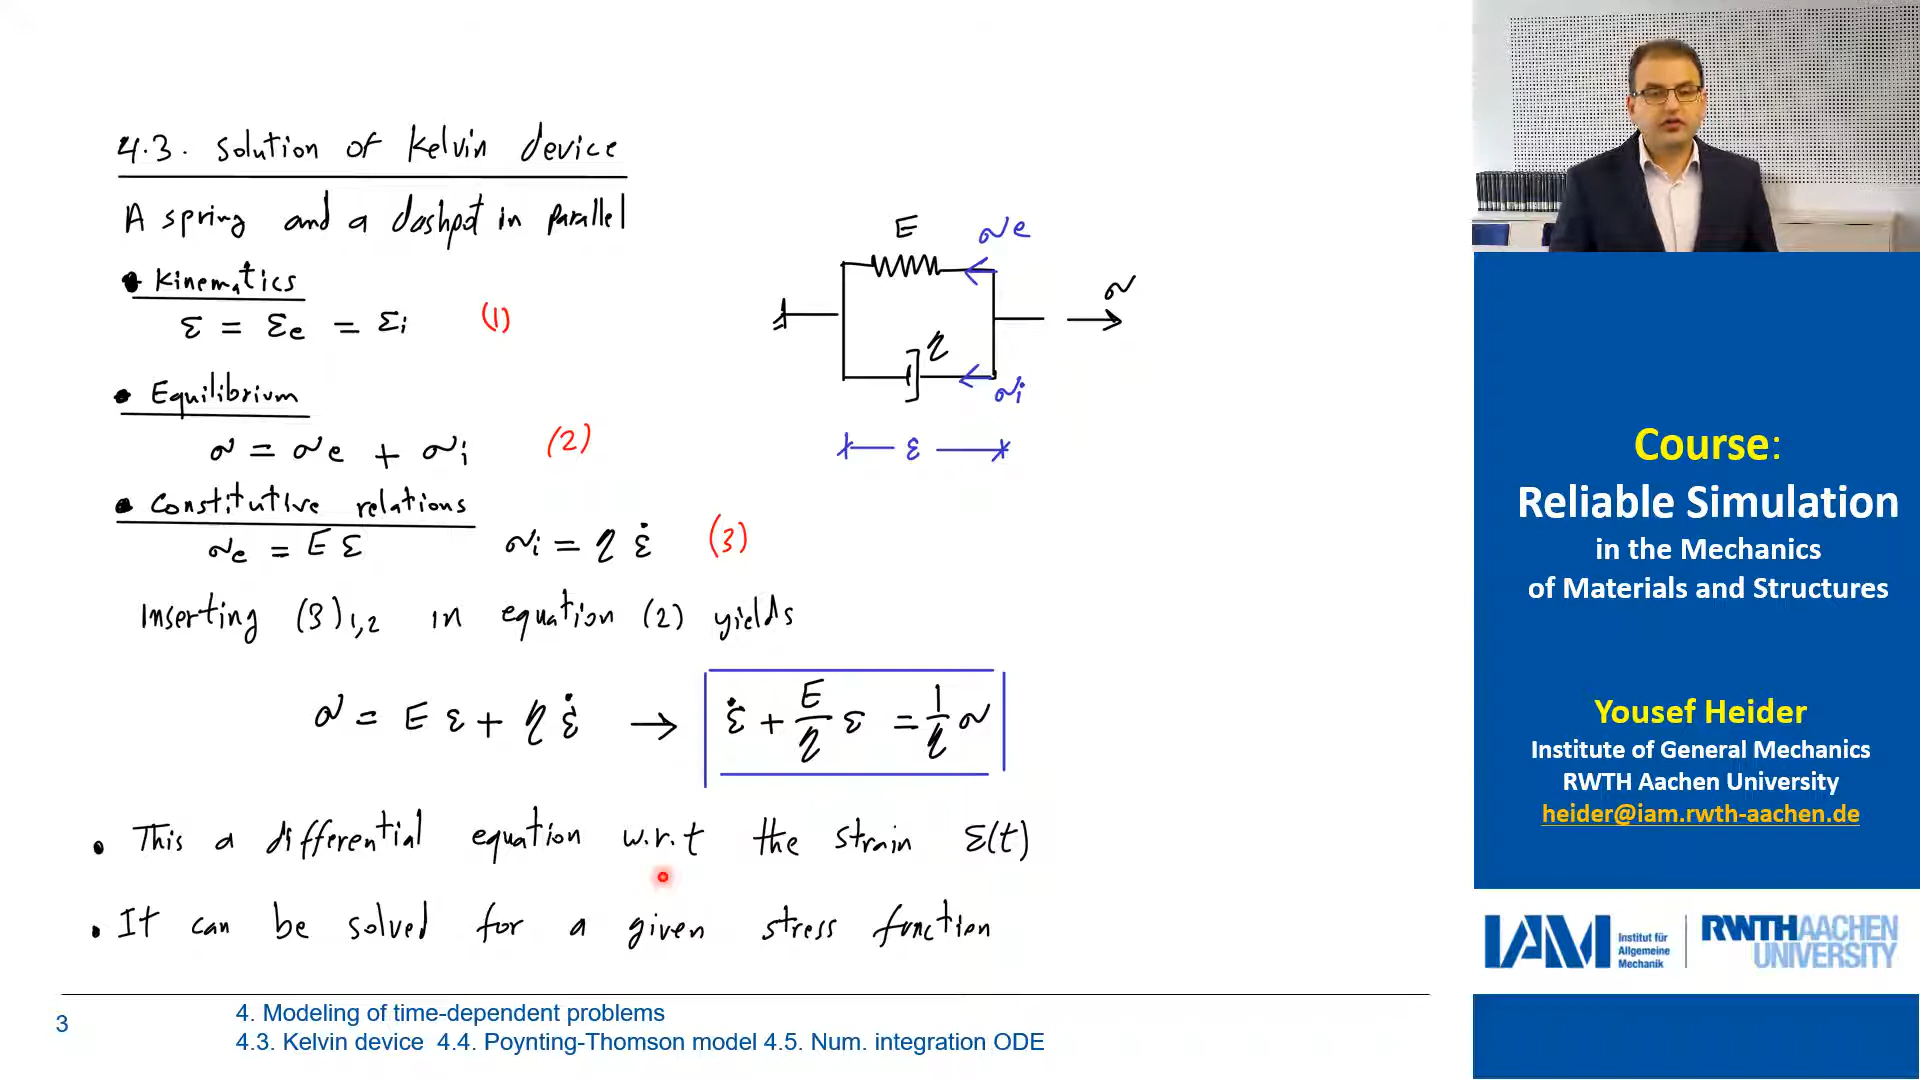 4.3. Solution of Kelvin device
A spring and a dashpot in parallel
• Kinematics
ε = εe = εi (1)
• Equilibrium
σ = σe + σi (2)
• Constitutive relations
σe = E ε σi = η ε̇ (3)
Inserting (3)1,2 in equation (2) yields
σ = E ε + η ε̇ → ε̇ + E/η ε = 1/η σ
• This a differential equation w.r.t the strain ε(t)
• It can be solved for a given stress function
E
σe
σ
η
σi
ε
3
4. Modeling of time-dependent problems
4.3. Kelvin device 4.4. Poynting-Thomson model 4.5. Num. integration ODE
Course:
Reliable Simulation
in the Mechanics
of Materials and Structures
Yousef Heider
Institute of General Mechanics
RWTH Aachen University
heider@iam.rwth-aachen.de
IAM
Institut für
Allgemeine
Mechanik
RWTHAACHEN
UNIVERSITY